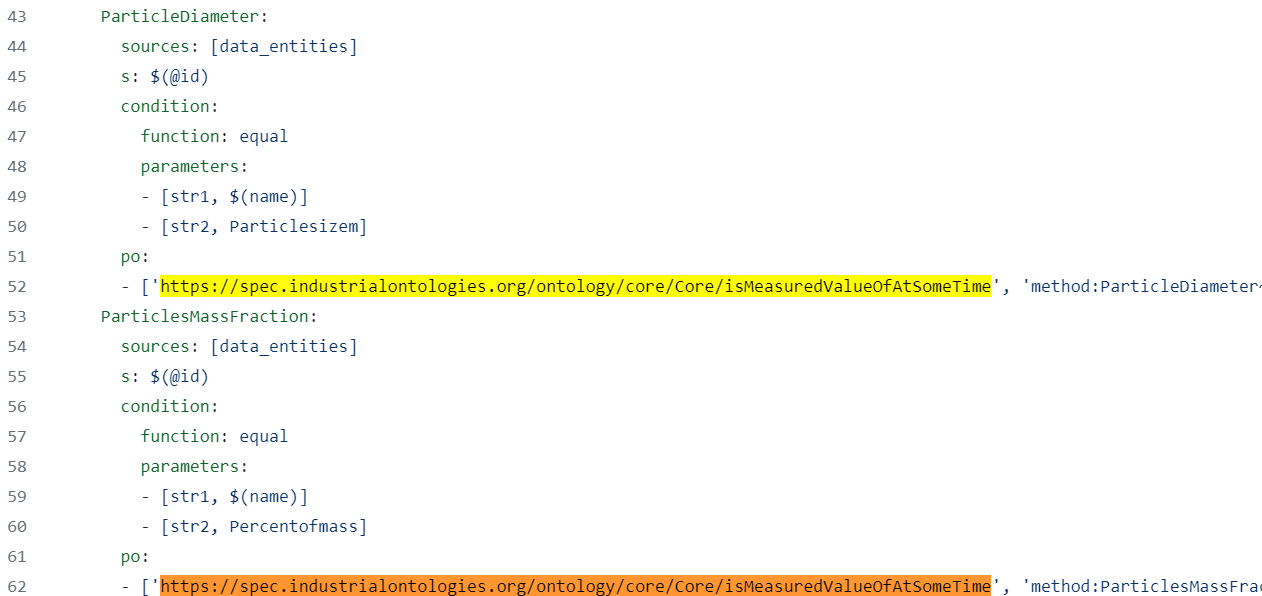 43 ParticleDiameter:
44 sources: [data_entities]
45 s: $(@id)
46 condition:
47 function: equal
48 parameters:
49 - [str1, $(name)]
50 - [str2, Particlesizem]
51 po:
52 - ['https://spec.industrialontologies.org/ontology/core/Core/isMeasuredValueOfAtSomeTime', 'method:ParticleDiameter~
53 ParticlesMassFraction:
54 sources: [data_entities]
55 s: $(@id)
56 condition:
57 function: equal
58 parameters:
59 - [str1, $(name)]
60 - [str2, Percentofmass]
61 po:
62 - ['https://spec.industrialontologies.org/ontology/core/Core/isMeasuredValueOfAtSomeTime', 'method:ParticlesMassFrac